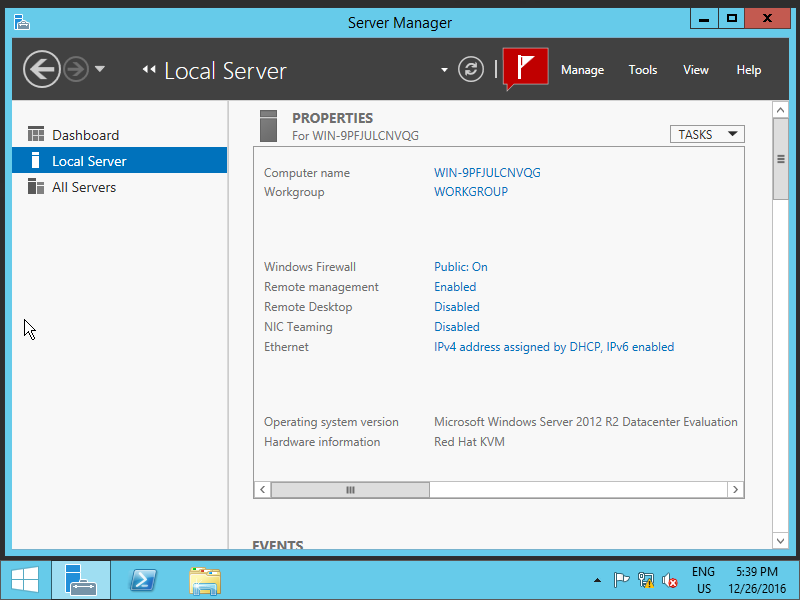 Server Manager
Local Server
Manage Tools View Help
Dashboard
Local Server
All Servers
PROPERTIES
For WIN-9PFJULCNVQG
TASKS
Computer name WIN-9PFJULCNVQG
Workgroup WORKGROUP
Windows Firewall Public: On
Remote management Enabled
Remote Desktop Disabled
NIC Teaming Disabled
Ethernet IPv4 address assigned by DHCP, IPv6 enabled
Operating system version Microsoft Windows Server 2012 R2 Datacenter Evaluation
Hardware information Red Hat KVM
EVENTS
ENG 5:39 PM
US 12/26/2016